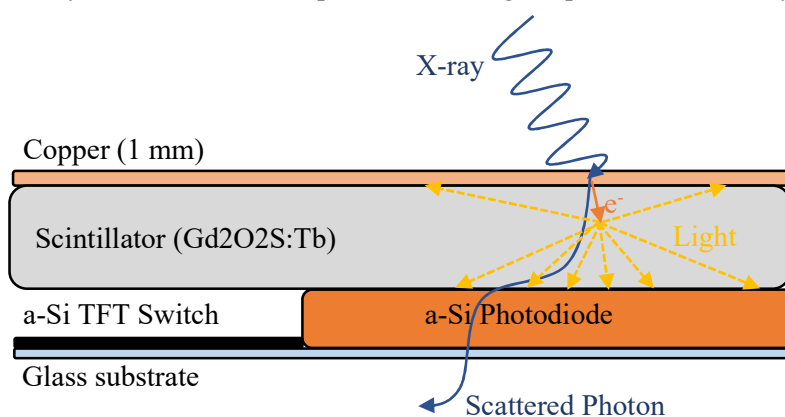 X-ray
Copper (1 mm)
e-
Scintillator (Gd2O2S:Tb)
Light
a-Si TFT Switch
a-Si Photodiode
Glass substrate
Scattered Photon